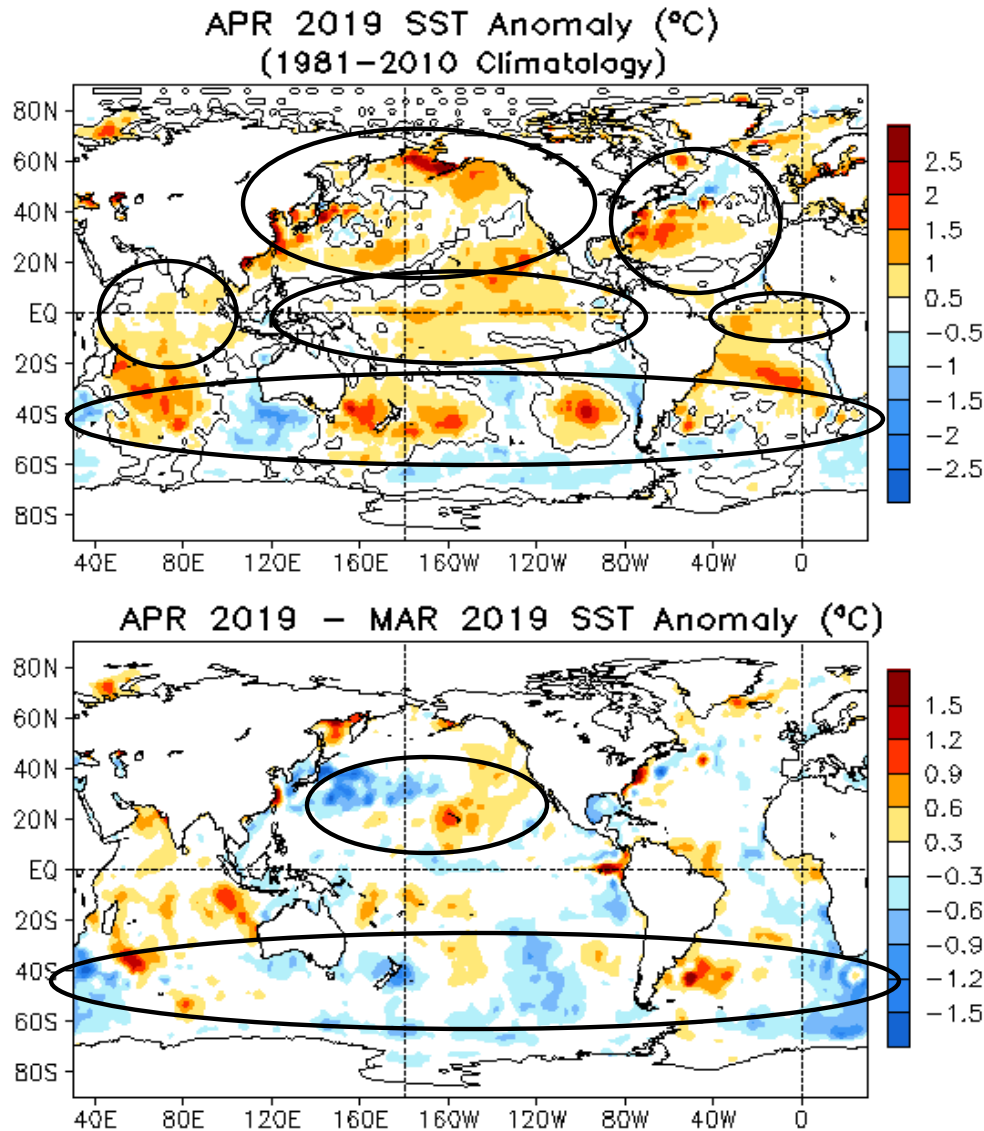 APR 2019 SST Anomaly (°C)
(1981−2010 Climatology)
80N
60N
40N
20N
EQ
20S
40S
60S
80S
40E 80E 120E 160E 160W 120W 80W 40W 0
2.5
2
1.5
1
0.5
−0.5
−1
−1.5
−2
−2.5
APR 2019 − MAR 2019 SST Anomaly (°C)
80N
60N
40N
20N
EQ
20S
40S
60S
80S
40E 80E 120E 160E 160W 120W 80W 40W 0
1.5
1.2
0.9
0.6
0.3
−0.3
−0.6
−0.9
−1.2
−1.5